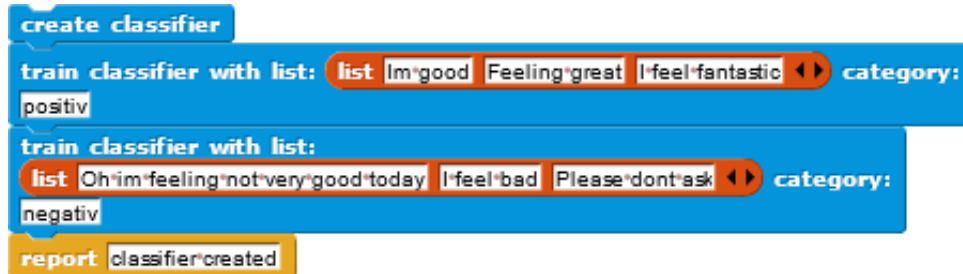 create classifier
train classifier with list: list Im good Feeling great I feel fantastic category:
positiv
train classifier with list:
list Oh im feeling not very good today I feel bad Please dont ask category:
negativ
report classifier created